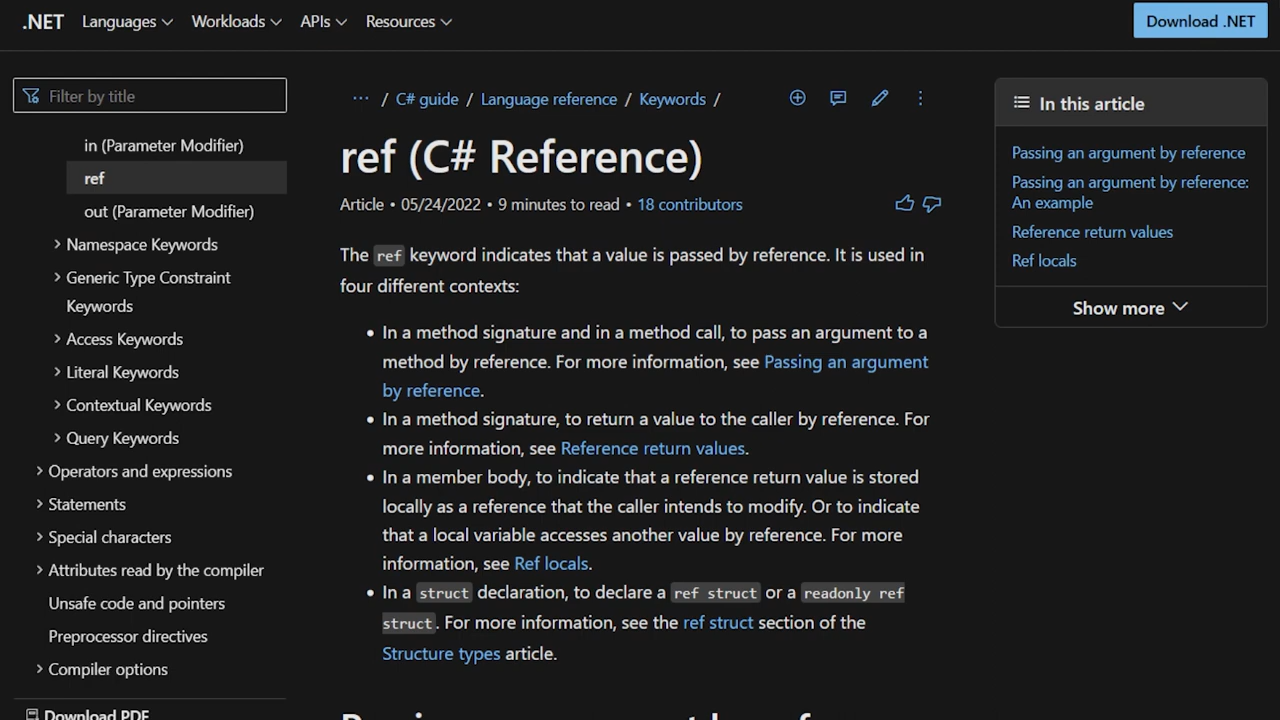 .NET Languages Workloads APIs Resources Download .NET
Filter by title
in (Parameter Modifier)
ref
out (Parameter Modifier)
Namespace Keywords
Generic Type Constraint
Keywords
Access Keywords
Literal Keywords
Contextual Keywords
Query Keywords
Operators and expressions
Statements
Special characters
Attributes read by the compiler
Unsafe code and pointers
Preprocessor directives
Compiler options
Download PDF
··· / C# guide / Language reference / Keywords /
ref (C# Reference)
Article • 05/24/2022 • 9 minutes to read • 18 contributors
The ref keyword indicates that a value is passed by reference. It is used in
four different contexts:
• In a method signature and in a method call, to pass an argument to a
method by reference. For more information, see Passing an argument
by reference.
• In a method signature, to return a value to the caller by reference. For
more information, see Reference return values.
• In a member body, to indicate that a reference return value is stored
locally as a reference that the caller intends to modify. Or to indicate
that a local variable accesses another value by reference. For more
information, see Ref locals.
• In a struct declaration, to declare a ref struct or a readonly ref
struct. For more information, see the ref struct section of the
Structure types article.
In this article
Passing an argument by reference
Passing an argument by reference:
An example
Reference return values
Ref locals
Show more